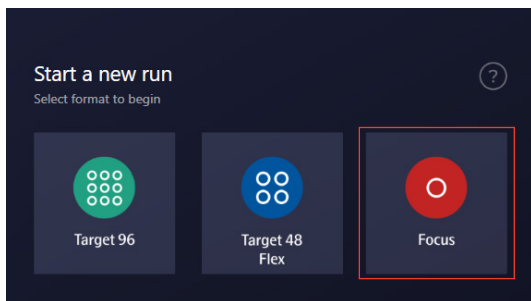 Start a new run
?
Select format to begin
Target 96
Target 48
Flex
Focus